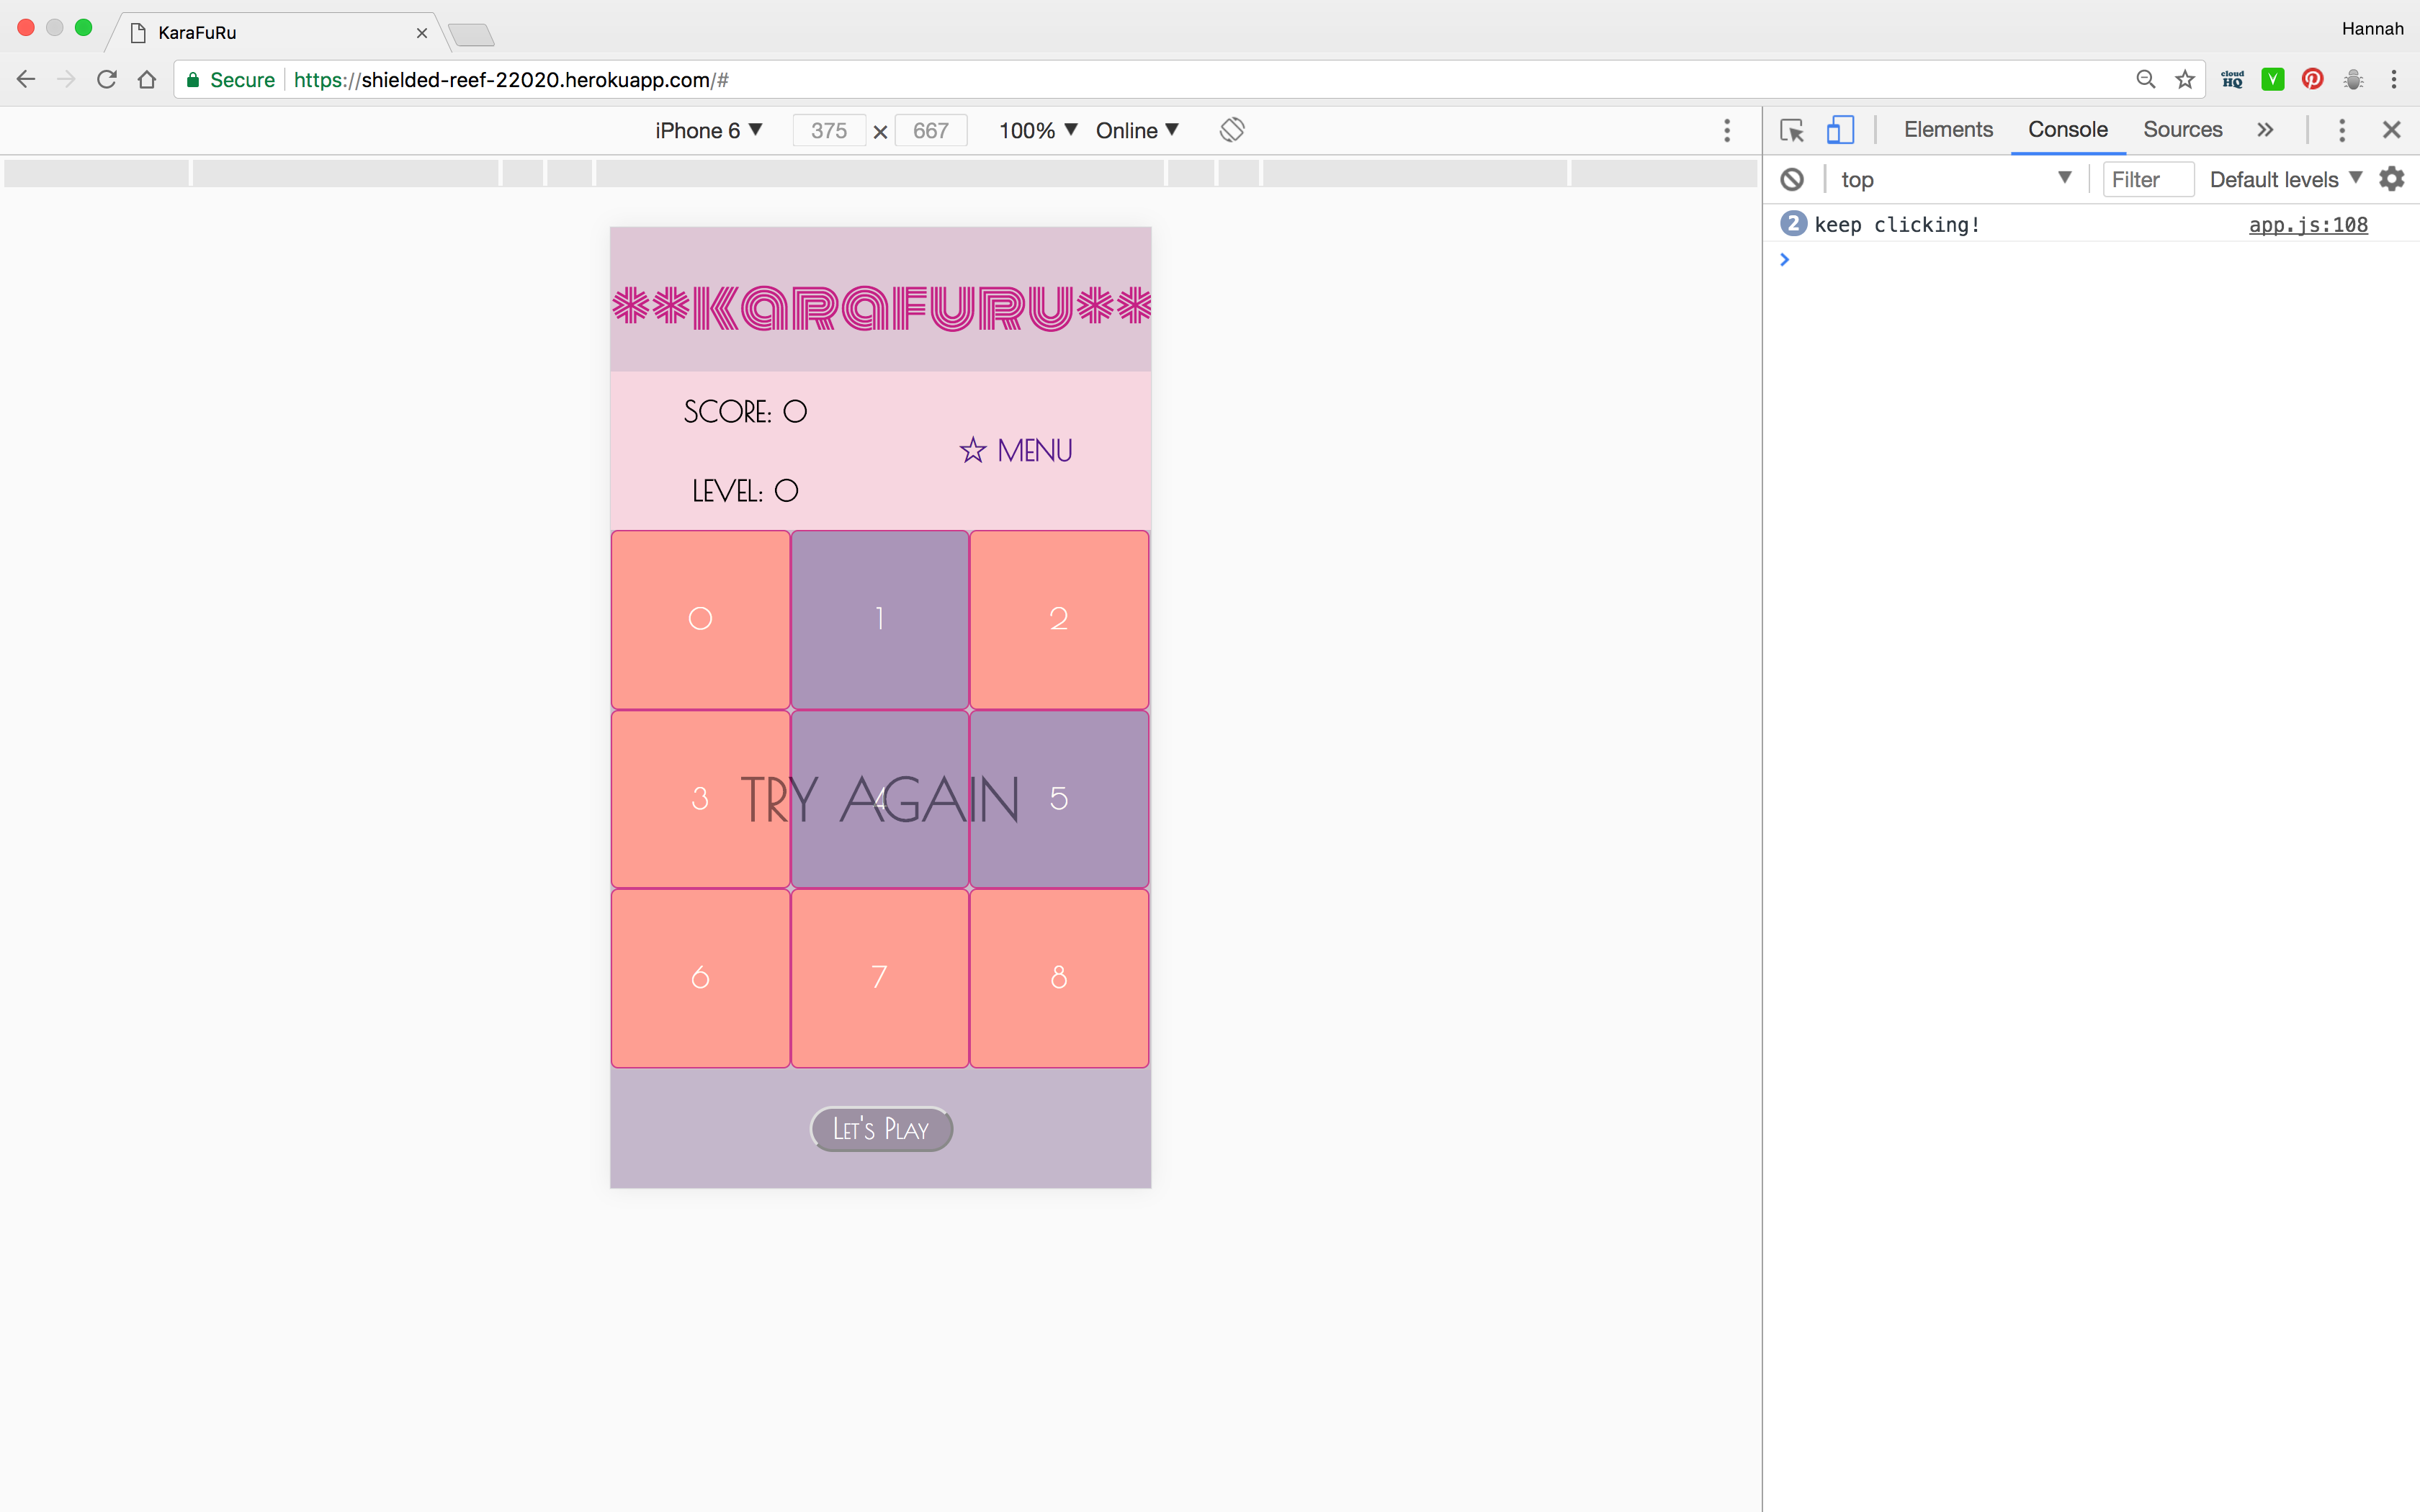 KaraFuRu
Hannah
Secure https://shielded-reef-22020.herokuapp.com/#
cloud HQ
iPhone 6 375 × 667 100% Online
Elements Console Sources
top Filter Default levels
2 keep clicking! app.js:108
**KARAFURU**
SCORE: 0
☆ MENU
LEVEL: 0
0 1 2
3 4 5
TRY AGAIN
6 7 8
Let's Play